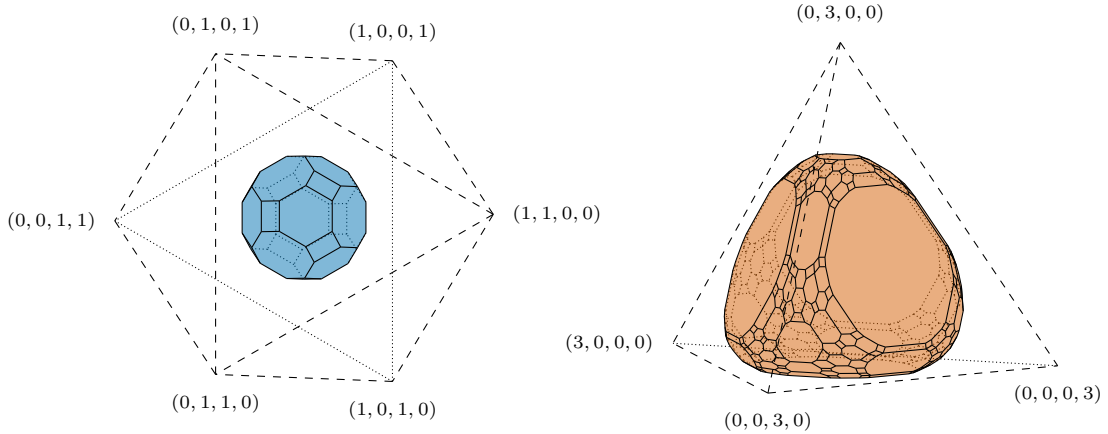 (0, 1, 0, 1)
(1, 0, 0, 1)
(0, 0, 1, 1)
(1, 1, 0, 0)
(0, 1, 1, 0)
(1, 0, 1, 0)
(0, 3, 0, 0)
(3, 0, 0, 0)
(0, 0, 3, 0)
(0, 0, 0, 3)